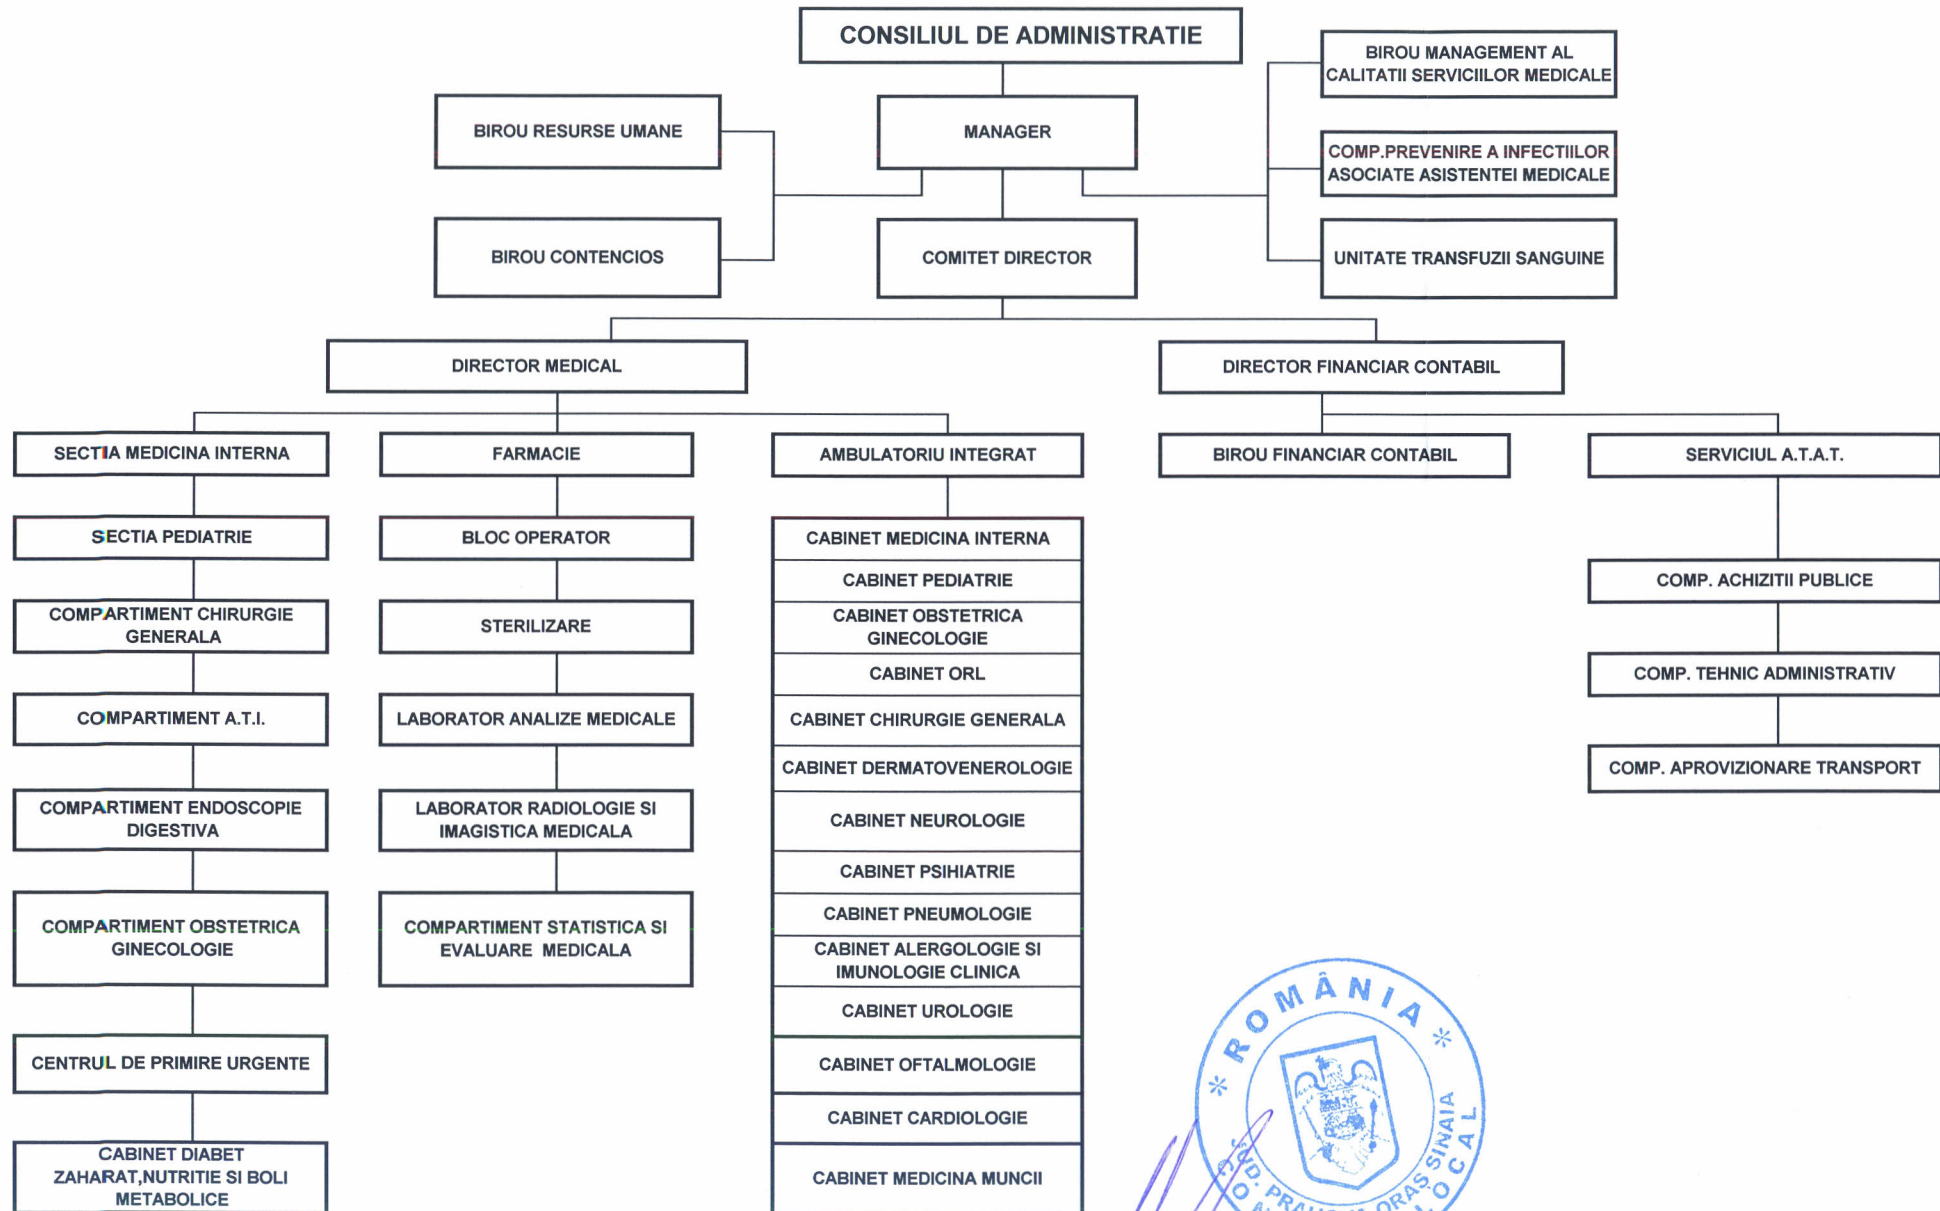 CONSILIUL DE ADMINISTRATIE
BIROU MANAGEMENT AL
CALITATII SERVICIILOR MEDICALE
BIROU RESURSE UMANE
MANAGER
COMP.PREVENIRE A INFECTIILOR
ASOCIATE ASISTENTEI MEDICALE
BIROU CONTENCIOS
COMITET DIRECTOR
UNITATE TRANSFUZII SANGUINE
DIRECTOR MEDICAL
DIRECTOR FINANCIAR CONTABIL
SECTIA MEDICINA INTERNA
FARMACIE
AMBULATORIU INTEGRAT
BIROU FINANCIAR CONTABIL
SERVICIUL A.T.A.T.
SECTIA PEDIATRIE
COMPARTIMENT CHIRURGIE
GENERALA
COMPARTIMENT A.T.I.
COMPARTIMENT ENDOSCOPIE
DIGESTIVA
COMPARTIMENT OBSTETRICA
GINECOLOGIE
CENTRUL DE PRIMIRE URGENTE
CABINET DIABET
ZAHARAT,NUTRITIE SI BOLI
METABOLICE
BLOC OPERATOR
STERILIZARE
LABORATOR ANALIZE MEDICALE
LABORATOR RADIOLOGIE SI
IMAGISTICA MEDICALA
COMPARTIMENT STATISTICA SI
EVALUARE MEDICALA
CABINET MEDICINA INTERNA
CABINET PEDIATRIE
CABINET OBSTETRICA
GINECOLOGIE
CABINET ORL
CABINET CHIRURGIE GENERALA
CABINET DERMATOVENEROLOGIE
CABINET NEUROLOGIE
CABINET PSIHIATRIE
CABINET PNEUMOLOGIE
CABINET ALERGOLOGIE SI
IMUNOLOGIE CLINICA
CABINET UROLOGIE
CABINET OFTALMOLOGIE
CABINET CARDIOLOGIE
CABINET MEDICINA MUNCII
COMP. ACHIZITII PUBLICE
COMP. TEHNIC ADMINISTRATIV
COMP. APROVIZIONARE TRANSPORT
* ROMÂNIA *
ORAS SINAIA